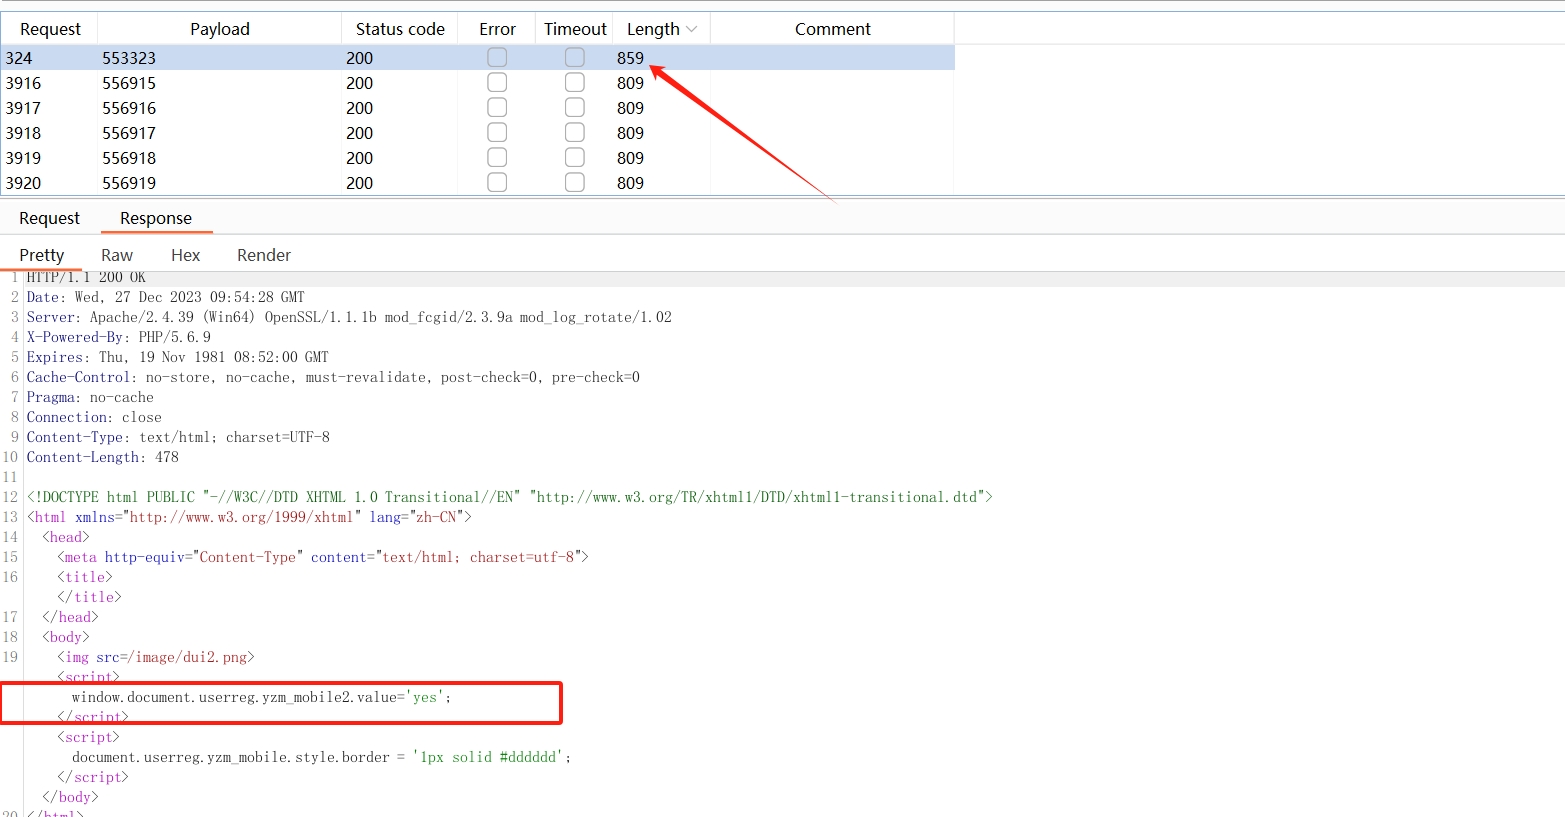 Request Payload Status code Error Timeout Length Comment
324 553323 200 859
3916 556915 200 809
3917 556916 200 809
3918 556917 200 809
3919 556918 200 809
3920 556919 200 809
Request Response
Pretty Raw Hex Render
1 HTTP/1.1 200 OK
2 Date: Wed, 27 Dec 2023 09:54:28 GMT
3 Server: Apache/2.4.39 (Win64) OpenSSL/1.1.1b mod_fcgid/2.3.9a mod_log_rotate/1.02
4 X-Powered-By: PHP/5.6.9
5 Expires: Thu, 19 Nov 1981 08:52:00 GMT
6 Cache-Control: no-store, no-cache, must-revalidate, post-check=0, pre-check=0
7 Pragma: no-cache
8 Connection: close
9 Content-Type: text/html; charset=UTF-8
10 Content-Length: 478
11
12 <!DOCTYPE html PUBLIC "-//W3C//DTD XHTML 1.0 Transitional//EN" "http://www.w3.org/TR/xhtml1/DTD/xhtml1-transitional.dtd">
13 <html xmlns="http://www.w3.org/1999/xhtml" lang="zh-CN">
14 <head>
15 <meta http-equiv="Content-Type" content="text/html; charset=utf-8">
16 <title>
</title>
17 </head>
18 <body>
19 <img src=/image/dui2.png>
<script>
window.document.userreg.yzm_mobile2.value='yes';
</script>
<script>
document.userreg.yzm_mobile.style.border = '1px solid #dddddd';
</script>
</body>
20 </html>